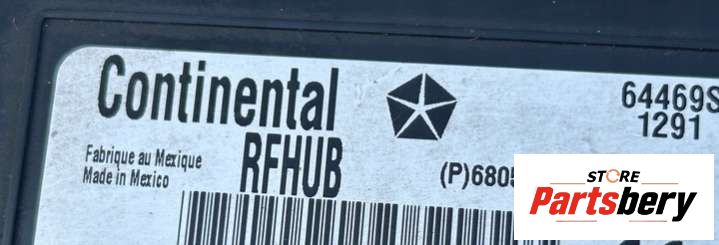 Continental
64469S
1291
Fabrique au Mexique
Made in Mexico
RFHUB
(P)680
STORE
Partsbery